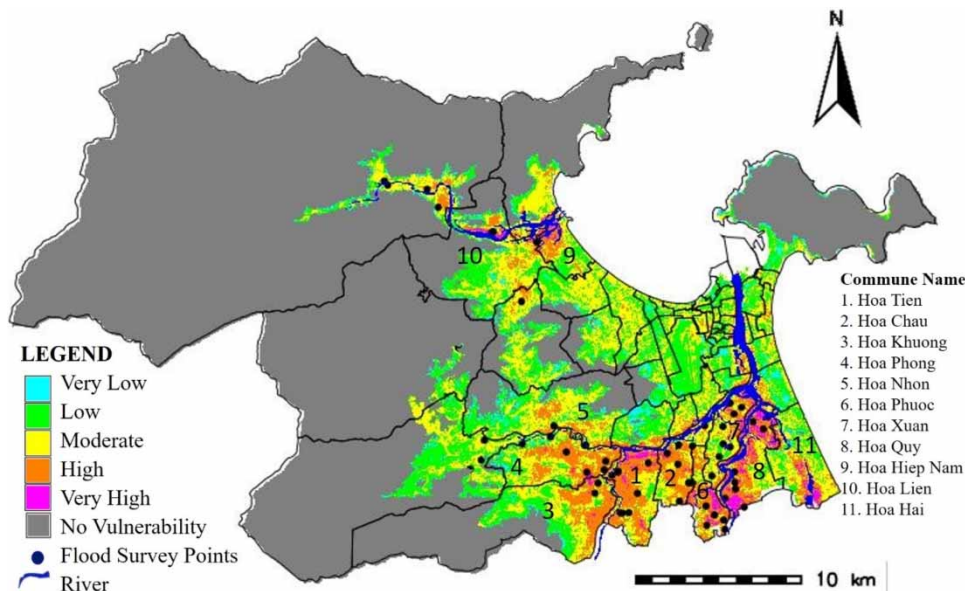 N
10
9
Commune Name
1. Hoa Tien
2. Hoa Chau
3. Hoa Khuong
4. Hoa Phong
5. Hoa Nhon
6. Hoa Phuoc
7. Hoa Xuan
8. Hoa Quy
9. Hoa Hiep Nam
10. Hoa Lien
11. Hoa Hai
LEGEND
Very Low
Low
Moderate
High
Very High
No Vulnerability
Flood Survey Points
River
5
7
11
4
1
2
8
6
3
10 km